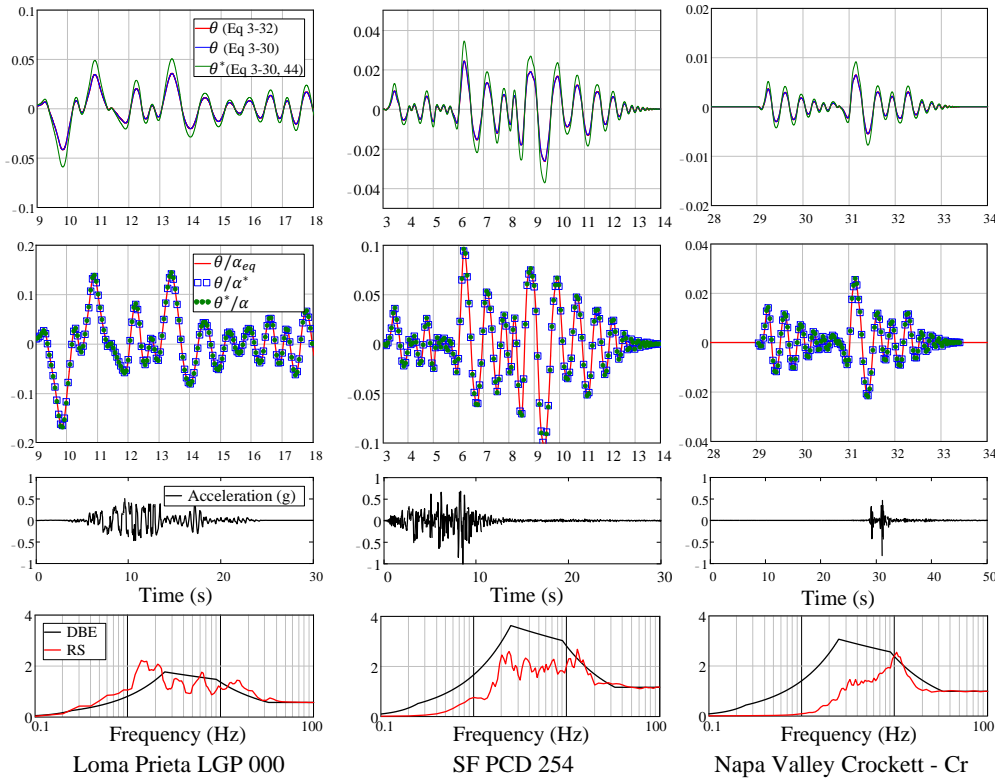 0.1
0.05
0
-0.05
-0.1
θ (Eq 3-32)
θ (Eq 3-30)
θ*(Eq 3-30, 44)
9 10 11 12 13 14 15 16 17 18
0.04
0.02
0
-0.02
-0.04
3 4 5 6 7 8 9 10 11 12 13 14
0.02
0.01
0
-0.01
-0.02
28 29 30 31 32 33 34
0.2
0.1
0
-0.1
-0.2
θ/αeq
θ/α*
θ*/α
9 10 11 12 13 14 15 16 17 18
0.1
0.05
0
-0.05
-0.1
3 4 5 6 7 8 9 10 11 12 13 14
0.04
0.02
0
-0.02
-0.04
28 29 30 31 32 33 34
1
0.5
0
-0.5
-1
Acceleration (g)
0 10 20 30
Time (s)
1
0.5
0
-0.5
-1
0 10 20 30
Time (s)
1
0.5
0
-0.5
-1
0 10 20 30 40 50
Time (s)
4
2
0
DBE
RS
0.1 100
Frequency (Hz)
Loma Prieta LGP 000
4
2
0
0.1 100
Frequency (Hz)
SF PCD 254
4
2
0
0.1 100
Frequency (Hz)
Napa Valley Crockett - Cr